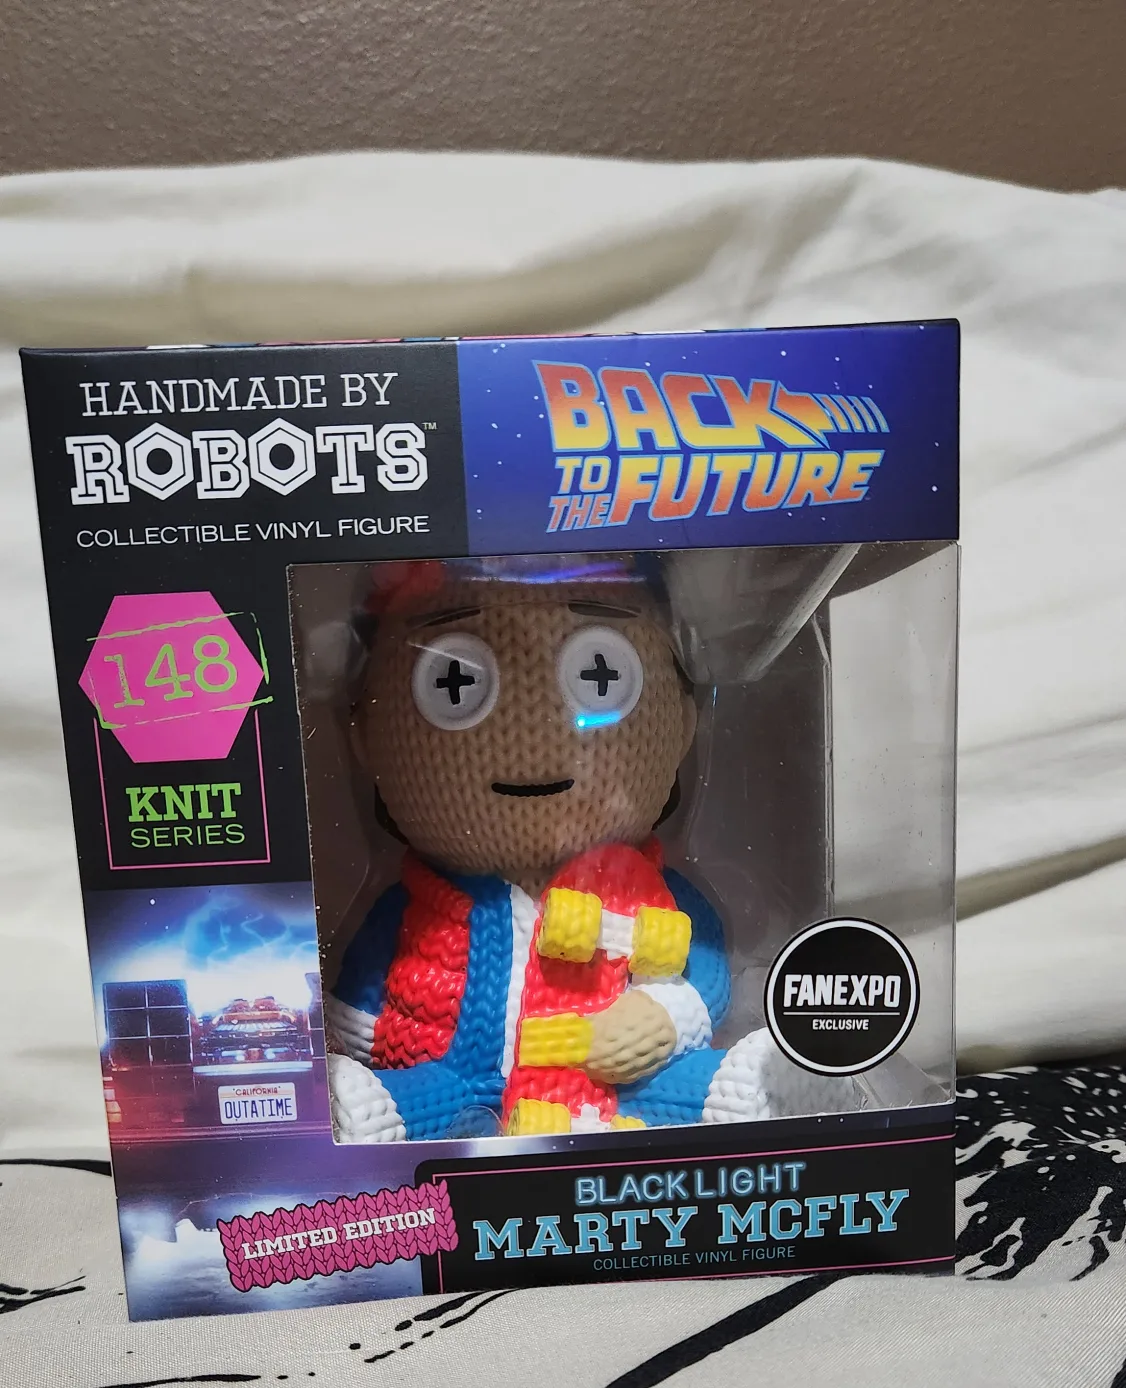 HANDMADE BY
ROBOTS™
COLLECTIBLE VINYL FIGURE
BACK
TO
THE FUTURE
148
KNIT
SERIES
FANEXPO
EXCLUSIVE
CALIFORNIA
OUTATIME
LIMITED EDITION
BLACK LIGHT
MARTY MCFLY
COLLECTIBLE VINYL FIGURE